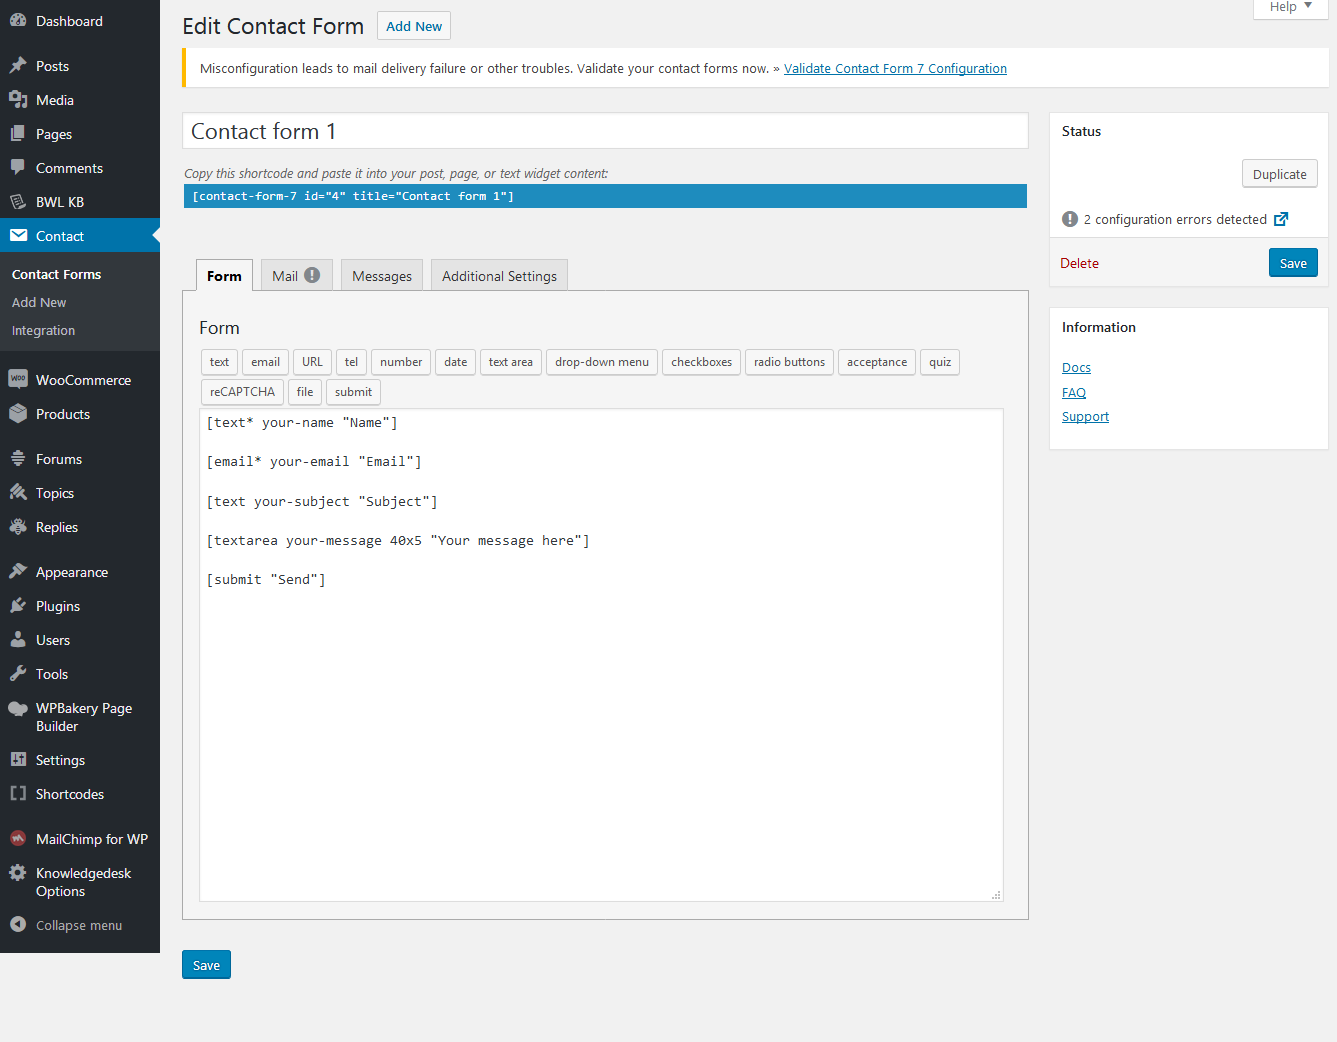 Dashboard
Posts
Media
Pages
Comments
BWL KB
Contact
Contact Forms
Add New
Integration
WooCommerce
Products
Forums
Topics
Replies
Appearance
Plugins
Users
Tools
WPBakery Page
Builder
Settings
Shortcodes
MailChimp for WP
Knowledgedesk
Options
Collapse menu
Help
Edit Contact Form Add New
Misconfiguration leads to mail delivery failure or other troubles. Validate your contact forms now. » Validate Contact Form 7 Configuration
Contact form 1
Copy this shortcode and paste it into your post, page, or text widget content:
[contact-form-7 id="4" title="Contact form 1"]
Form Mail Messages Additional Settings
Form
text email URL tel number date text area drop-down menu checkboxes radio buttons acceptance quiz
reCAPTCHA file submit
[text* your-name "Name"]
[email* your-email "Email"]
[text your-subject "Subject"]
[textarea your-message 40x5 "Your message here"]
[submit "Send"]
Save
Status
Duplicate
2 configuration errors detected
Delete Save
Information
Docs
FAQ
Support